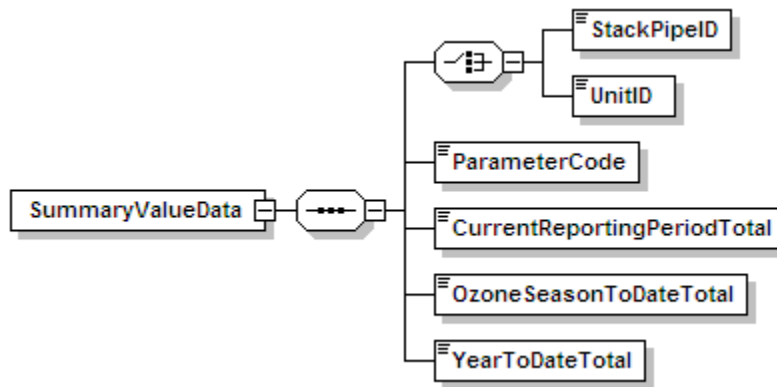 StackPipeID
UnitID
ParameterCode
SummaryValueData
CurrentReportingPeriodTotal
OzoneSeasonToDateTotal
YearToDateTotal